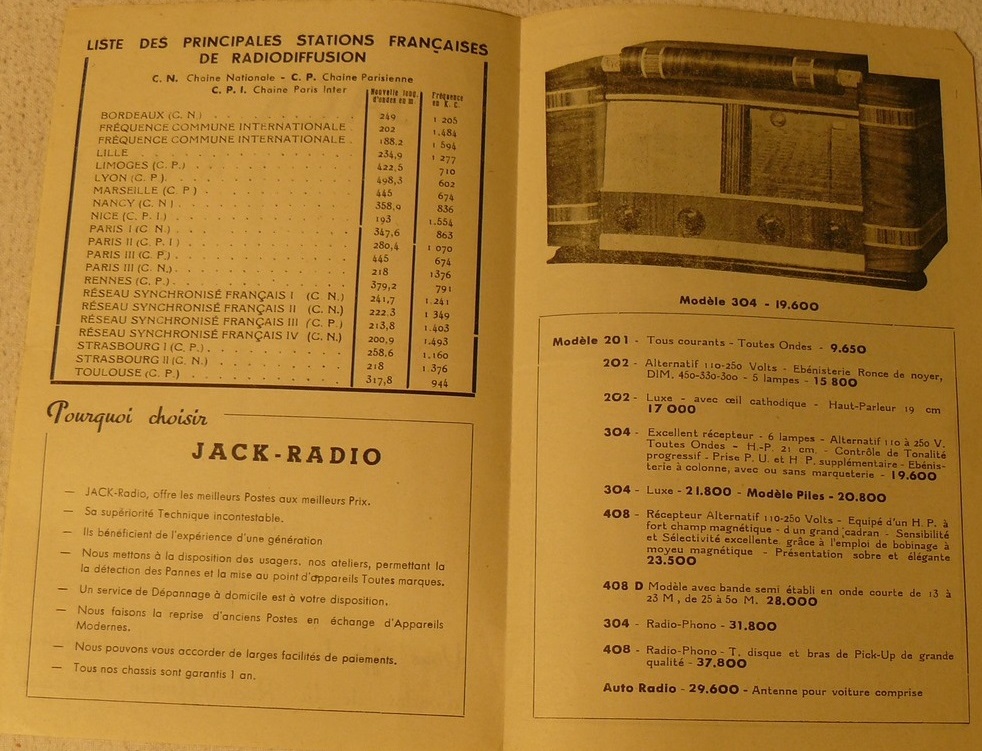 LISTE DES PRINCIPALES STATIONS FRANÇAISES
DE RADIODIFFUSION
C. N. Chaine Nationale - C. P. Chaine Parisienne
C. P. I. Chaine Paris Inter
Nouvelle long. d'ondes en m Fréquence en K. C.
BORDEAUX (C. N.) 249 1 205
FRÉQUENCE COMMUNE INTERNATIONALE 202 1.484
FRÉQUENCE COMMUNE INTERNATIONALE 188.2 1 594
LILLE 234,9 1 277
LIMOGES (C. P.) 422,5 710
LYON (C. P.) 498,3 602
MARSEILLE (C. P.) 445 674
NANCY (C. N.) 358,9 836
NICE (C. P. I.) 193 1.554
PARIS I (C. N.) 347,6 863
PARIS II (C. P. I) 280,4 1 070
PARIS III (C. P.) 445 674
PARIS III (C. N.) 218 1376
RENNES (C. P.) 379,2 791
RÉSEAU SYNCHRONISÉ FRANÇAIS I (C. N.) 241,7 1.241
RÉSEAU SYNCHRONISÉ FRANÇAIS II (C. N.) 222,3 1 349
RÉSEAU SYNCHRONISÉ FRANÇAIS III (C. P.) 213,8 1.403
RÉSEAU SYNCHRONISÉ FRANÇAIS IV (C. N.) 200,9 1.493
STRASBOURG I (C. P.) 258,6 1.160
STRASBOURG II (C. N.) 218 1.376
TOULOUSE (C. P.) 317,8 944
Pourquoi choisir
JACK-RADIO
— JACK-Radio, offre les meilleurs Postes aux meilleurs Prix.
— Sa supériorité Technique incontestable.
— Ils bénéficient de l'expérience d'une génération
— Nous mettons à la disposition des usagers, nos ateliers, permettant la
la détection des Pannes et la mise au point d'appareils Toutes marques.
— Un service de Dépannage à domicile est à votre disposition.
— Nous faisons la reprise d'anciens Postes en échange d'Appareils
Modernes.
— Nous pouvons vous accorder de larges facilités de paiements.
— Tous nos chassis sont garantis 1 an.
Modèle 304 - 19.600
Modèle 201 - Tous courants - Toutes Ondes - 9.650
202 - Alternatif 110-250 Volts - Ebénisterie Ronce de noyer,
DIM. 450-330-300 - 5 lampes - 15 800
202 - Luxe - avec œil cathodique - Haut-Parleur 19 cm
17 000
304 - Excellent récepteur - 6 lampes - Alternatif 110 à 250 V.
Toutes Ondes - H.-P. 21 cm. - Contrôle de Tonalité
progressif - Prise P. U. et H P. supplémentaire - Ebénis-
terie à colonne, avec ou sans marqueterie - 19.600
304 - Luxe - 21.800 - Modèle Piles - 20.800
408 - Récepteur Alternatif 110-250 Volts - Equipé d'un H. P. à
fort champ magnétique - d un grand cadran - Sensibilité
et Sélectivité excellente, grâce à l'emploi de bobinage à
moyeu magnétique - Présentation sobre et élégante
23.500
408 D Modèle avec bande semi établi en onde courte de 13 à
23 M, de 25 à 50 M. 28.000
304 - Radio-Phono - 31.800
408 - Radio-Phono - T. disque et bras de Pick-Up de grande
qualité - 37.800
Auto Radio - 29.600 - Antenne pour voiture comprise